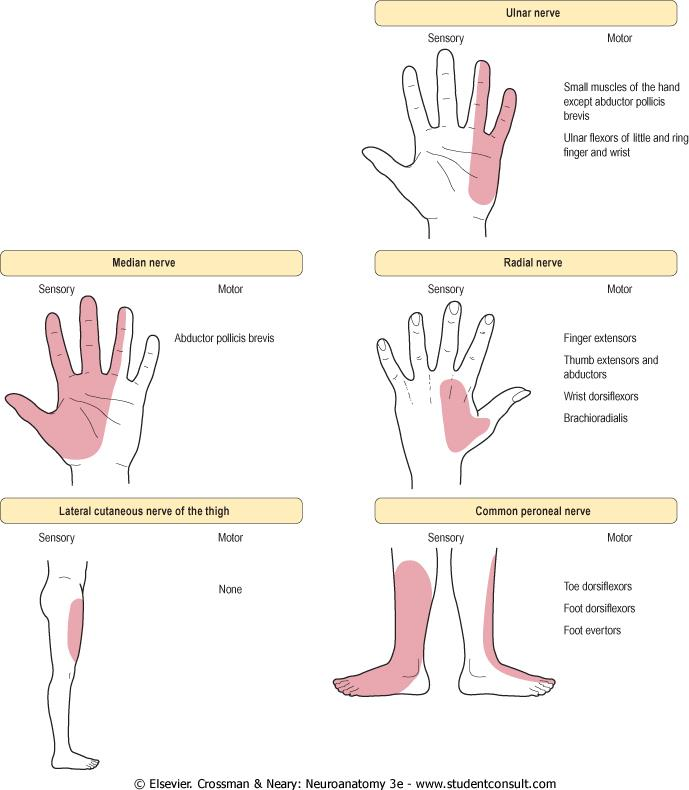 Ulnar nerve
Sensory
Motor
Small muscles of the hand
except abductor pollicis
brevis
Ulnar flexors of little and ring
finger and wrist
Median nerve
Sensory
Motor
Abductor pollicis brevis
Radial nerve
Sensory
Motor
Finger extensors
Thumb extensors and
abductors
Wrist dorsiflexors
Brachioradialis
Lateral cutaneous nerve of the thigh
Sensory
Motor
None
Common peroneal nerve
Sensory
Motor
Toe dorsiflexors
Foot dorsiflexors
Foot evertors
© Elsevier. Crossman & Neary: Neuroanatomy 3e - www.studentconsult.com